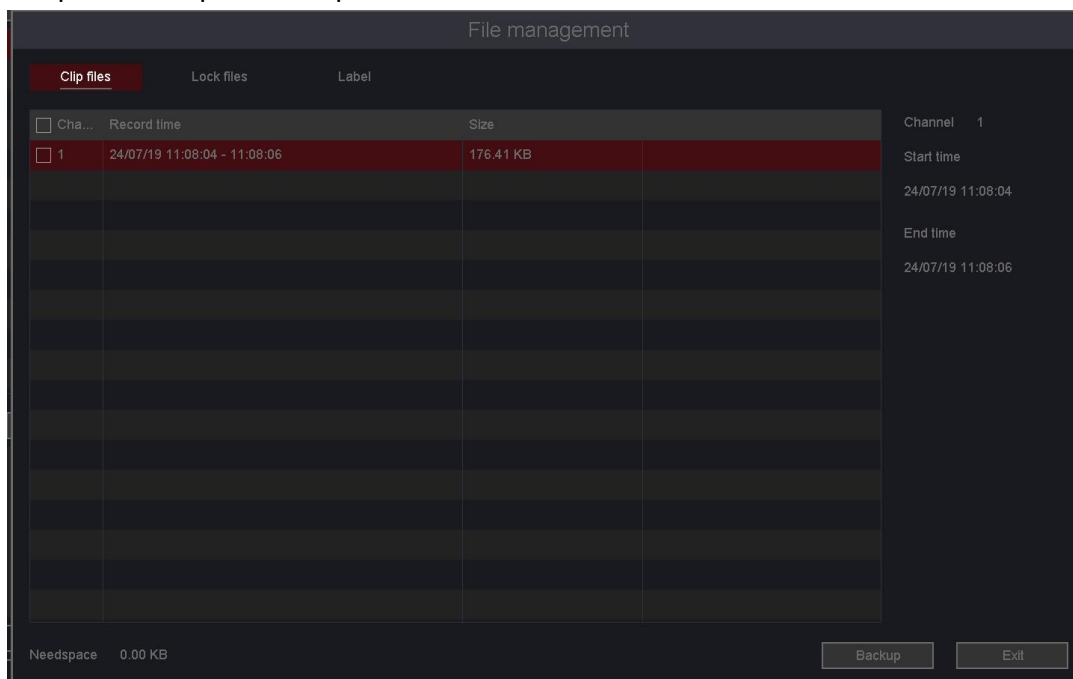 File management
Clip files Lock files Label
Cha... Record time Size
1 24/07/19 11:08:04 - 11:08:06 176.41 KB
Channel 1
Start time
24/07/19 11:08:04
End time
24/07/19 11:08:06
Needspace 0.00 KB
Backup Exit